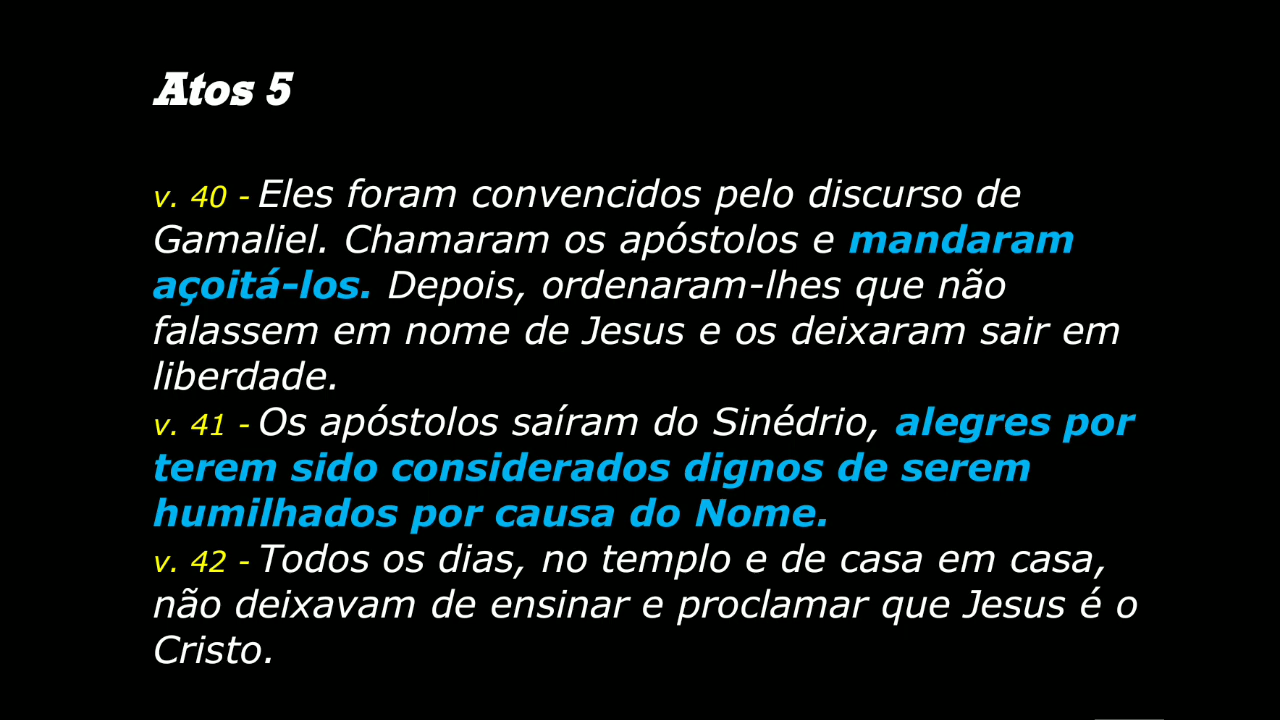 Atos 5
v. 40 - Eles foram convencidos pelo discurso de
Gamaliel. Chamaram os apóstolos e mandaram
açoitá-los. Depois, ordenaram-lhes que não
falassem em nome de Jesus e os deixaram sair em
liberdade.
v. 41 - Os apóstolos saíram do Sinédrio, alegres por
terem sido considerados dignos de serem
humilhados por causa do Nome.
v. 42 - Todos os dias, no templo e de casa em casa,
não deixavam de ensinar e proclamar que Jesus é o
Cristo.